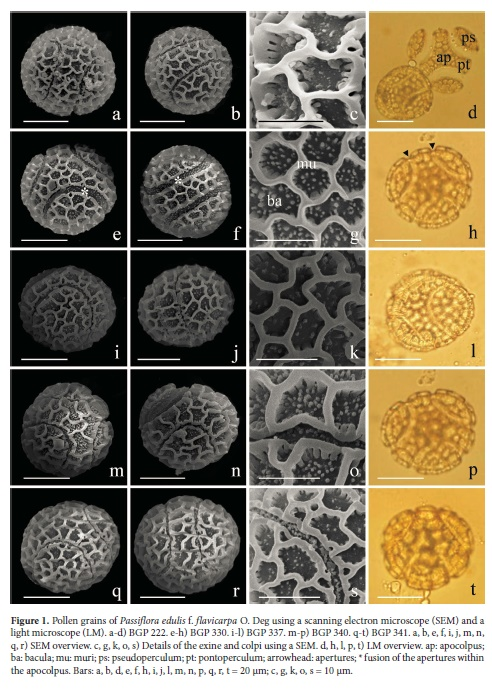 a
b
c
ps
ap
pt
d
e
*
f
*
mu
ba
g
h
i
j
k
l
m
n
o
p
q
r
s
t
Figure 1. Pollen grains of Passiflora edulis f. flavicarpa O. Deg using a scanning electron microscope (SEM) and a
light microscope (LM). a-d) BGP 222. e-h) BGP 330. i-l) BGP 337. m-p) BGP 340. q-t) BGP 341. a, b, e, f, i, j, m, n,
q, r) SEM overview. c, g, k, o, s) Details of the exine and colpi using a SEM. d, h, l, p, t) LM overview. ap: apocolpus;
ba: bacula; mu: muri; ps: pseudoperculum; pt: pontoperculum; arrowhead: apertures; * fusion of the apertures within
the apocolpus. Bars: a, b, d, e, f, h, i, j, l, m, n, p, q, r, t = 20 µm; c, g, k, o, s = 10 µm.